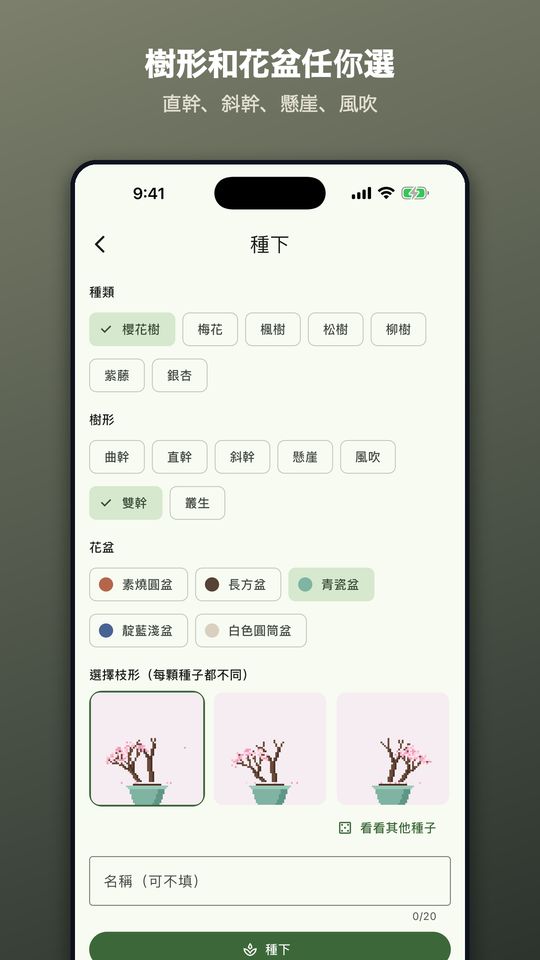 樹形和花盆任你選
直幹、斜幹、懸崖、風吹
9:41
種下
種類
櫻花樹 梅花 楓樹 松樹 柳樹
紫藤 銀杏
樹形
曲幹 直幹 斜幹 懸崖 風吹
雙幹 叢生
花盆
素燒圓盆 長方盆 青瓷盆
靛藍淺盆 白色圓筒盆
選擇枝形（每顆種子都不同）
看看其他種子
名稱（可不填）
0/20
種下